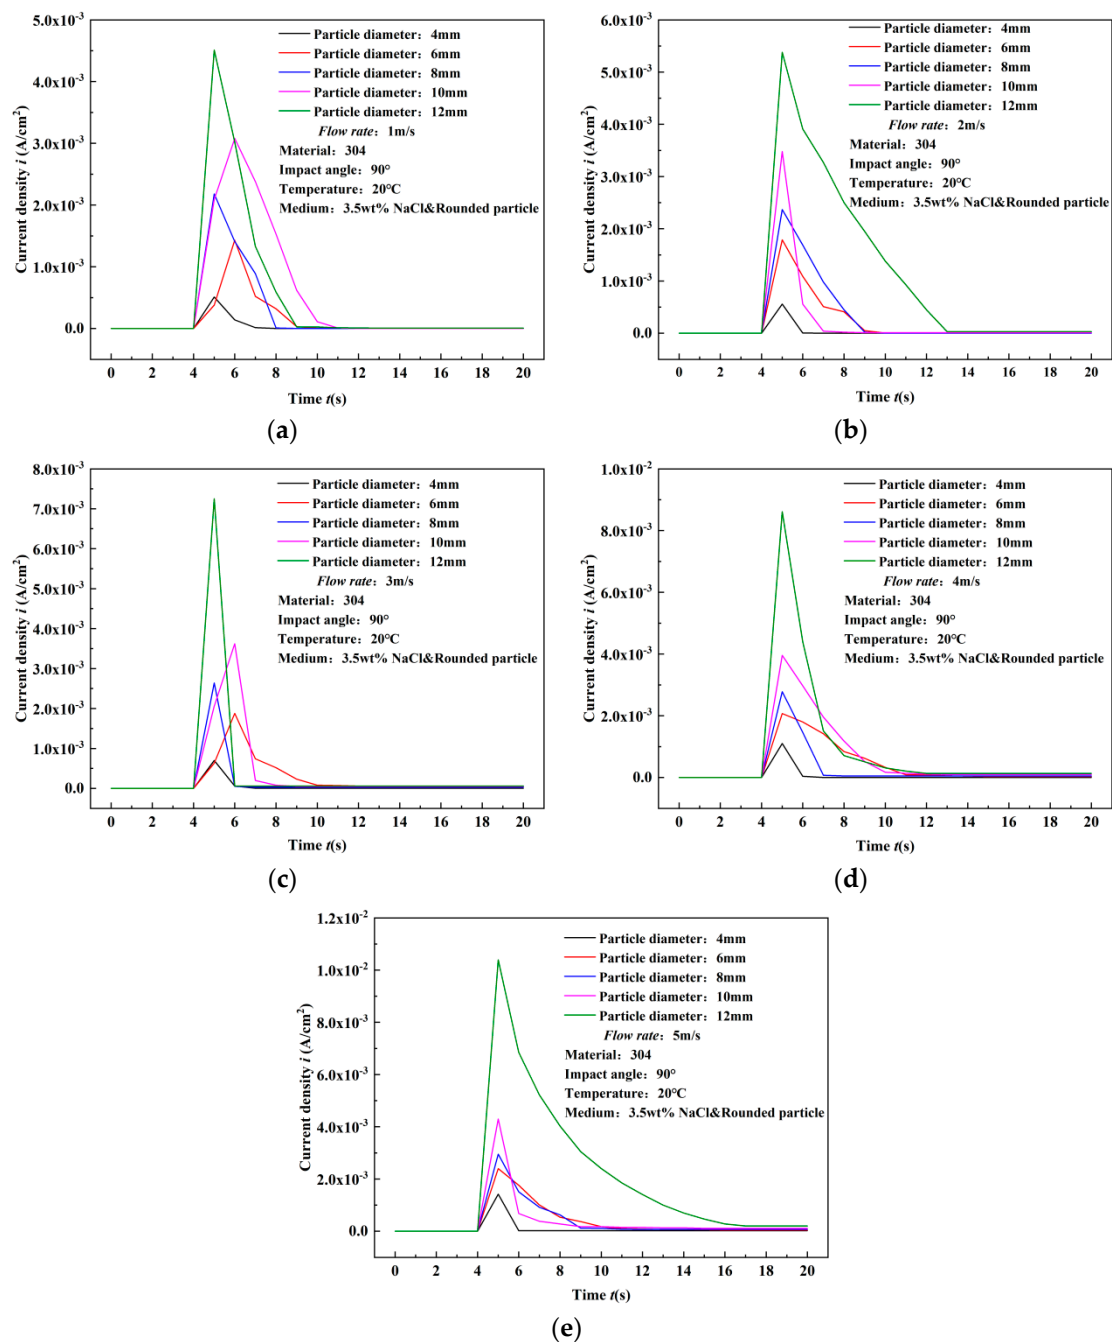 5.0x10⁻³
4.0x10⁻³
3.0x10⁻³
2.0x10⁻³
1.0x10⁻³
0.0
Current density i (A/cm²)
Particle diameter：4mm
Particle diameter：6mm
Particle diameter：8mm
Particle diameter：10mm
Particle diameter：12mm
Flow rate：1m/s
Material：304
Impact angle：90°
Temperature：20℃
Medium：3.5wt% NaCl&Rounded particle
0 2 4 6 8 10 12 14 16 18 20
Time t(s)
(a)
6.0x10⁻³
5.0x10⁻³
4.0x10⁻³
3.0x10⁻³
2.0x10⁻³
1.0x10⁻³
0.0
Current density i (A/cm²)
Particle diameter：4mm
Particle diameter：6mm
Particle diameter：8mm
Particle diameter：10mm
Particle diameter：12mm
Flow rate：2m/s
Material：304
Impact angle：90°
Temperature：20℃
Medium：3.5wt% NaCl&Rounded particle
0 2 4 6 8 10 12 14 16 18 20
Time t(s)
(b)
8.0x10⁻³
7.0x10⁻³
6.0x10⁻³
5.0x10⁻³
4.0x10⁻³
3.0x10⁻³
2.0x10⁻³
1.0x10⁻³
0.0
Current density i (A/cm²)
Particle diameter：4mm
Particle diameter：6mm
Particle diameter：8mm
Particle diameter：10mm
Particle diameter：12mm
Flow rate：3m/s
Material：304
Impact angle：90°
Temperature：20℃
Medium：3.5wt% NaCl&Rounded particle
0 2 4 6 8 10 12 14 16 18 20
Time t(s)
(c)
1.0x10⁻²
8.0x10⁻³
6.0x10⁻³
4.0x10⁻³
2.0x10⁻³
0.0
Current density i (A/cm²)
Particle diameter：4mm
Particle diameter：6mm
Particle diameter：8mm
Particle diameter：10mm
Particle diameter：12mm
Flow rate：4m/s
Material：304
Impact angle：90°
Temperature：20℃
Medium：3.5wt% NaCl&Rounded particle
0 2 4 6 8 10 12 14 16 18 20
Time t(s)
(d)
1.2x10⁻²
1.0x10⁻²
8.0x10⁻³
6.0x10⁻³
4.0x10⁻³
2.0x10⁻³
0.0
Current density i (A/cm²)
Particle diameter：4mm
Particle diameter：6mm
Particle diameter：8mm
Particle diameter：10mm
Particle diameter：12mm
Flow rate：5m/s
Material：304
Impact angle：90°
Temperature：20℃
Medium：3.5wt% NaCl&Rounded particle
0 2 4 6 8 10 12 14 16 18 20
Time t(s)
(e)